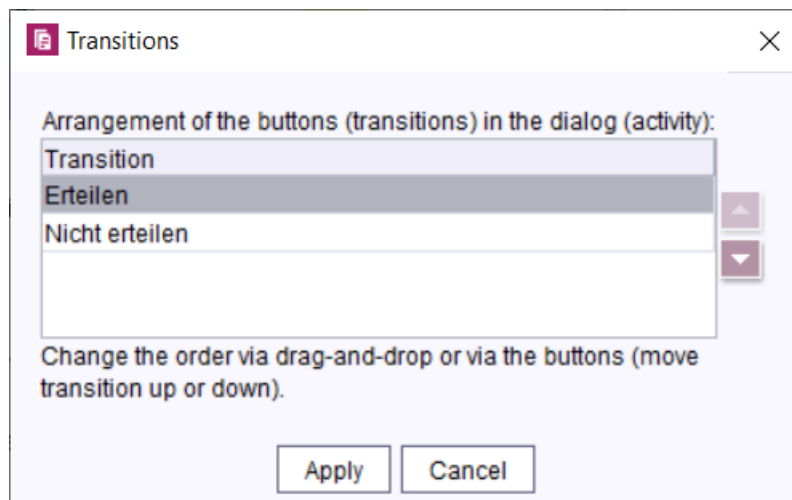 Transitions
Arrangement of the buttons (transitions) in the dialog (activity):
Transition
Erteilen
Nicht erteilen
Change the order via drag-and-drop or via the buttons (move
transition up or down).
Apply Cancel